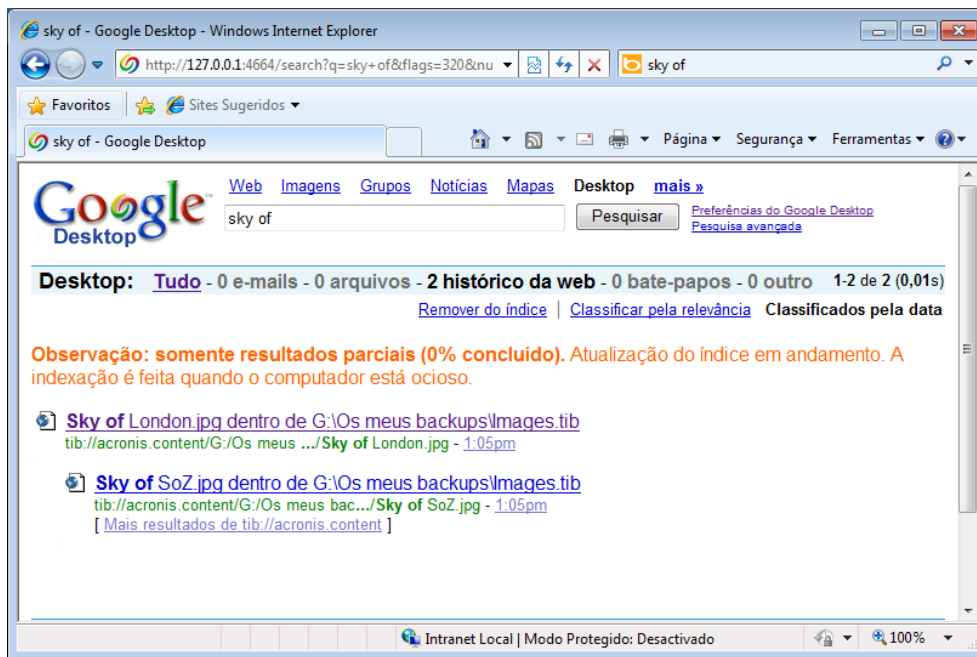 sky of - Google Desktop - Windows Internet Explorer
http://127.0.0.1:4664/search?q=sky+of&flags=320&nu
sky of
Favoritos Sites Sugeridos
sky of - Google Desktop
Página Segurança Ferramentas
Google™
Desktop
Web Imagens Grupos Notícias Mapas Desktop mais »
sky of
Pesquisar
Preferências do Google Desktop
Pesquisa avançada
Desktop: Tudo - 0 e-mails - 0 arquivos - 2 histórico da web - 0 bate-papos - 0 outro 1-2 de 2 (0,01s)
Remover do índice | Classificar pela relevância Classificados pela data
Observação: somente resultados parciais (0% concluído). Atualização do índice em andamento. A
indexação é feita quando o computador está ocioso.
Sky of London.jpg dentro de G:\Os meus backups\Images.tib
tib://acronis.content/G:/Os meus .../Sky of London.jpg - 1:05pm
Sky of SoZ.jpg dentro de G:\Os meus backups\Images.tib
tib://acronis.content/G:/Os meus bac.../Sky of SoZ.jpg - 1:05pm
[ Mais resultados de tib://acronis.content ]
Intranet Local | Modo Protegido: Desactivado
100%